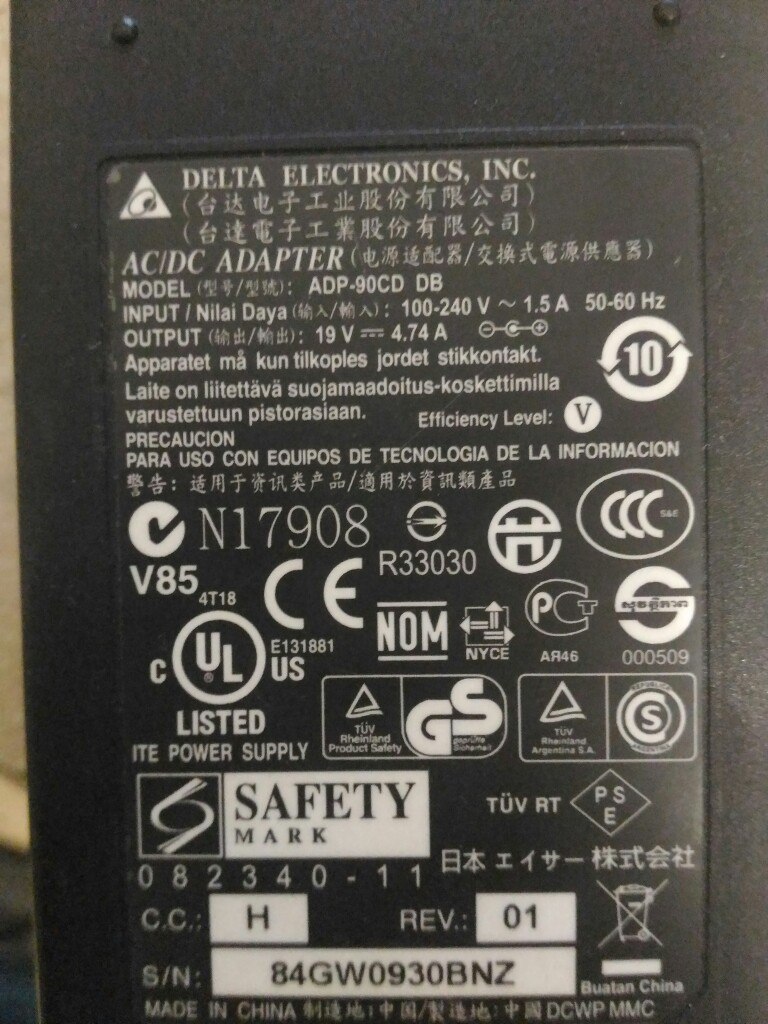 DELTA ELECTRONICS, INC.
(台达电子工业股份有限公司)
(台達電子工業股份有限公司)
AC/DC ADAPTER (电源适配器/交换式電源供應器)
MODEL (型号/型號): ADP-90CD DB
INPUT / Nilai Daya (输入/輸入): 100-240 V ~ 1.5 A 50-60 Hz
OUTPUT (输出/輸出): 19 V ⎓ 4.74 A
Apparatet må kun tilkoples jordet stikkontakt.
10
Laite on liitettävä suojamaadoitus-koskettimilla
varustettuun pistorasiaan.
Efficiency Level: V
PRECAUCION
PARA USO CON EQUIPOS DE TECNOLOGIA DE LA INFORMACION
警告: 适用于资讯类产品/適用於資訊類產品
N17908
CCC S&E
V85
4T18
CE
R33030
NOM
NYCE
PCT
АЯ46
000509
C UL ® US
E131881
LISTED
ITE POWER SUPPLY
TÜV
Rheinland
Product Safety
GS
geprüfte
Sicherheit
TÜV
Rheinland
Argentina S.A.
S
SAFETY
MARK
TÜV RT
PS
E
082340-11
日本エイサー株式会社
C.C.: H
REV.: 01
S/N: 84GW0930BNZ
Buatan China
MADE IN CHINA 制造地:中国/製造地:中國 DCWP MMC